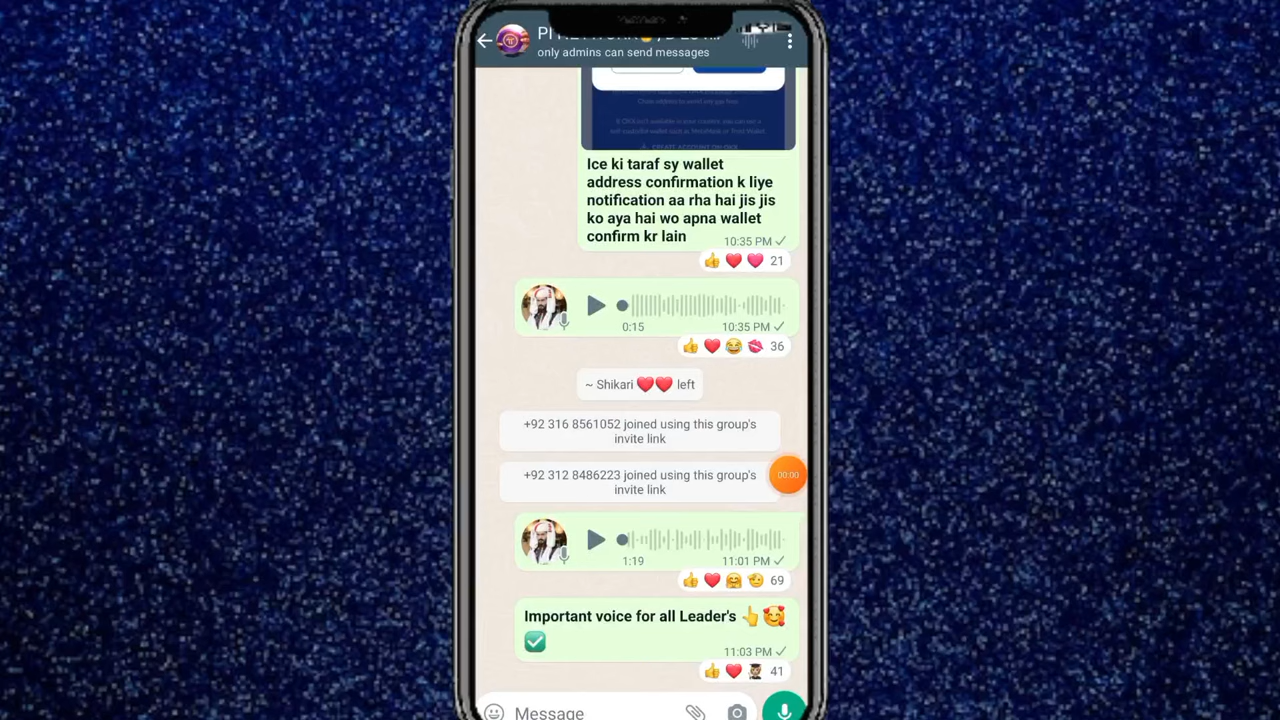 only admins can send messages
Ice ki taraf sy wallet
address confirmation k liye
notification aa rha hai jis jis
ko aya hai wo apna wallet
confirm kr lain
10:35 PM
21
0:15
10:35 PM
36
~ Shikari ❤️❤️ left
+92 316 8561052 joined using this group's
invite link
+92 312 8486223 joined using this group's
invite link
00:00
1:19
11:01 PM
69
Important voice for all Leader's 👆🥰
✅
11:03 PM
41
Message